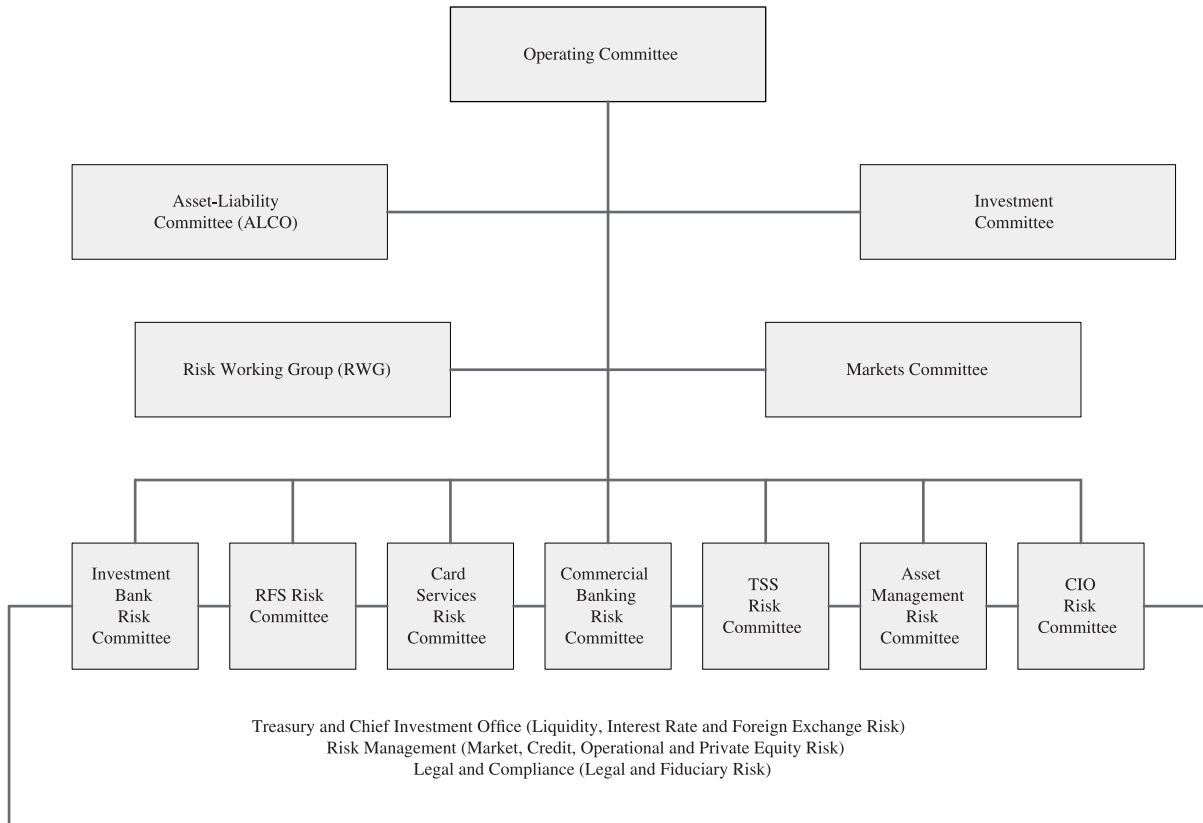 Operating Committee
Asset-Liability
Committee (ALCO)
Investment
Committee
Risk Working Group (RWG)
Markets Committee
Investment
Bank
Risk
Committee
RFS Risk
Committee
Card
Services
Risk
Committee
Commercial
Banking
Risk
Committee
TSS
Risk
Committee
Asset
Management
Risk
Committee
CIO
Risk
Committee
Treasury and Chief Investment Office (Liquidity, Interest Rate and Foreign Exchange Risk)
Risk Management (Market, Credit, Operational and Private Equity Risk)
Legal and Compliance (Legal and Fiduciary Risk)